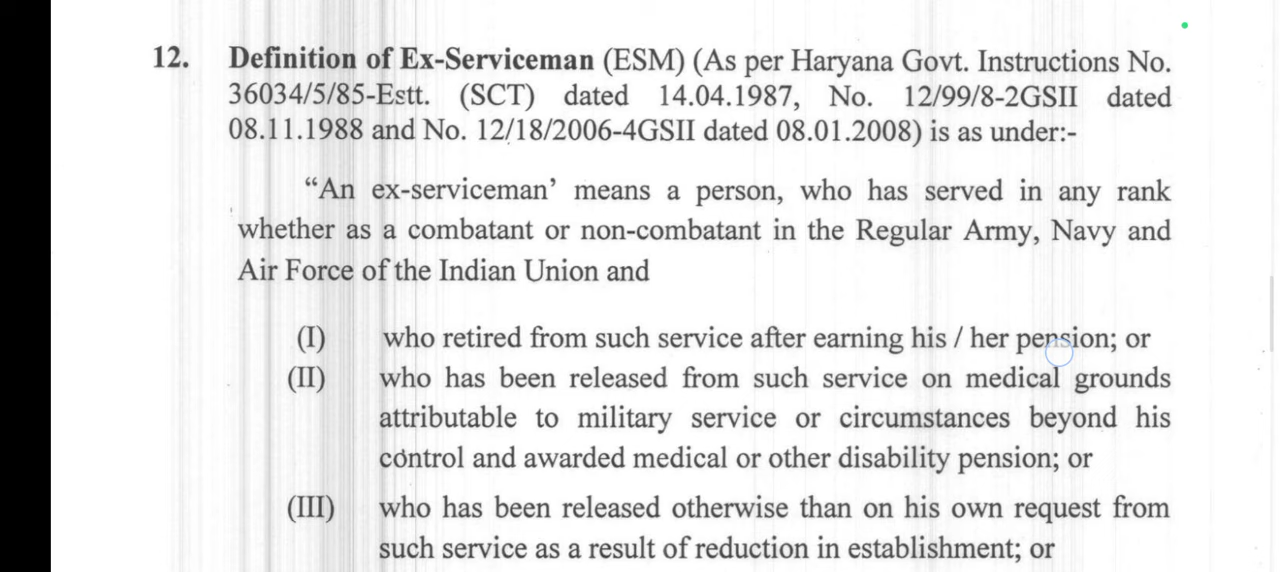 12. Definition of Ex-Serviceman (ESM) (As per Haryana Govt. Instructions No.
36034/5/85-Estt. (SCT) dated 14.04.1987, No. 12/99/8-2GSII dated
08.11.1988 and No. 12/18/2006-4GSII dated 08.01.2008) is as under:-
“An ex-serviceman’ means a person, who has served in any rank
whether as a combatant or non-combatant in the Regular Army, Navy and
Air Force of the Indian Union and
(I) who retired from such service after earning his / her pension; or
(II) who has been released from such service on medical grounds
attributable to military service or circumstances beyond his
control and awarded medical or other disability pension; or
(III) who has been released otherwise than on his own request from
such service as a result of reduction in establishment; or